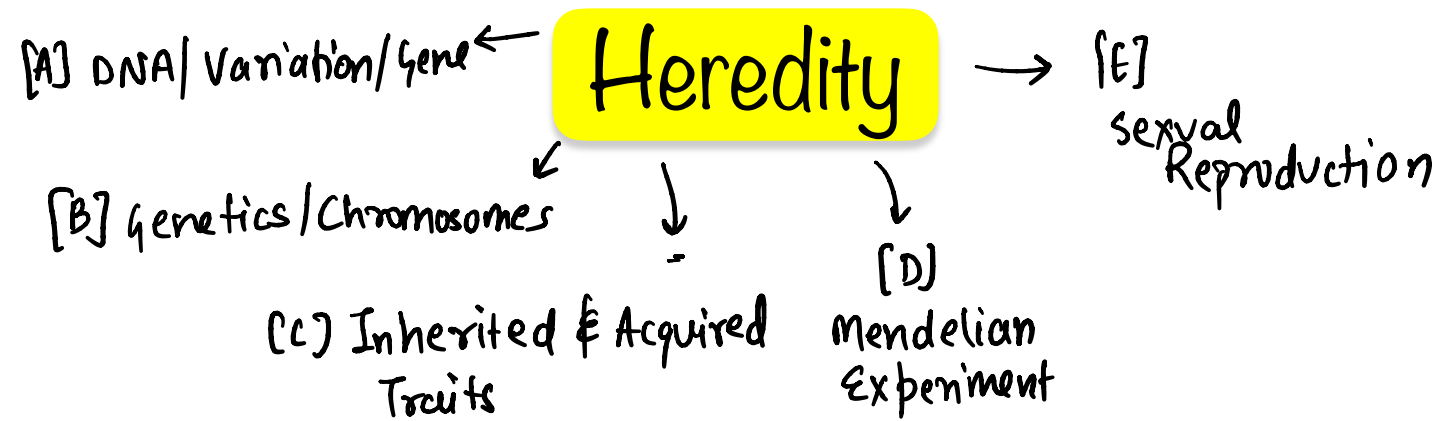 Heredity
[A] DNA/Variation/Gene
[B] Genetics/Chromosomes
[C] Inherited & Acquired
Traits
[D]
Mendelian
Experiment
[E]
Sexual
Reproduction